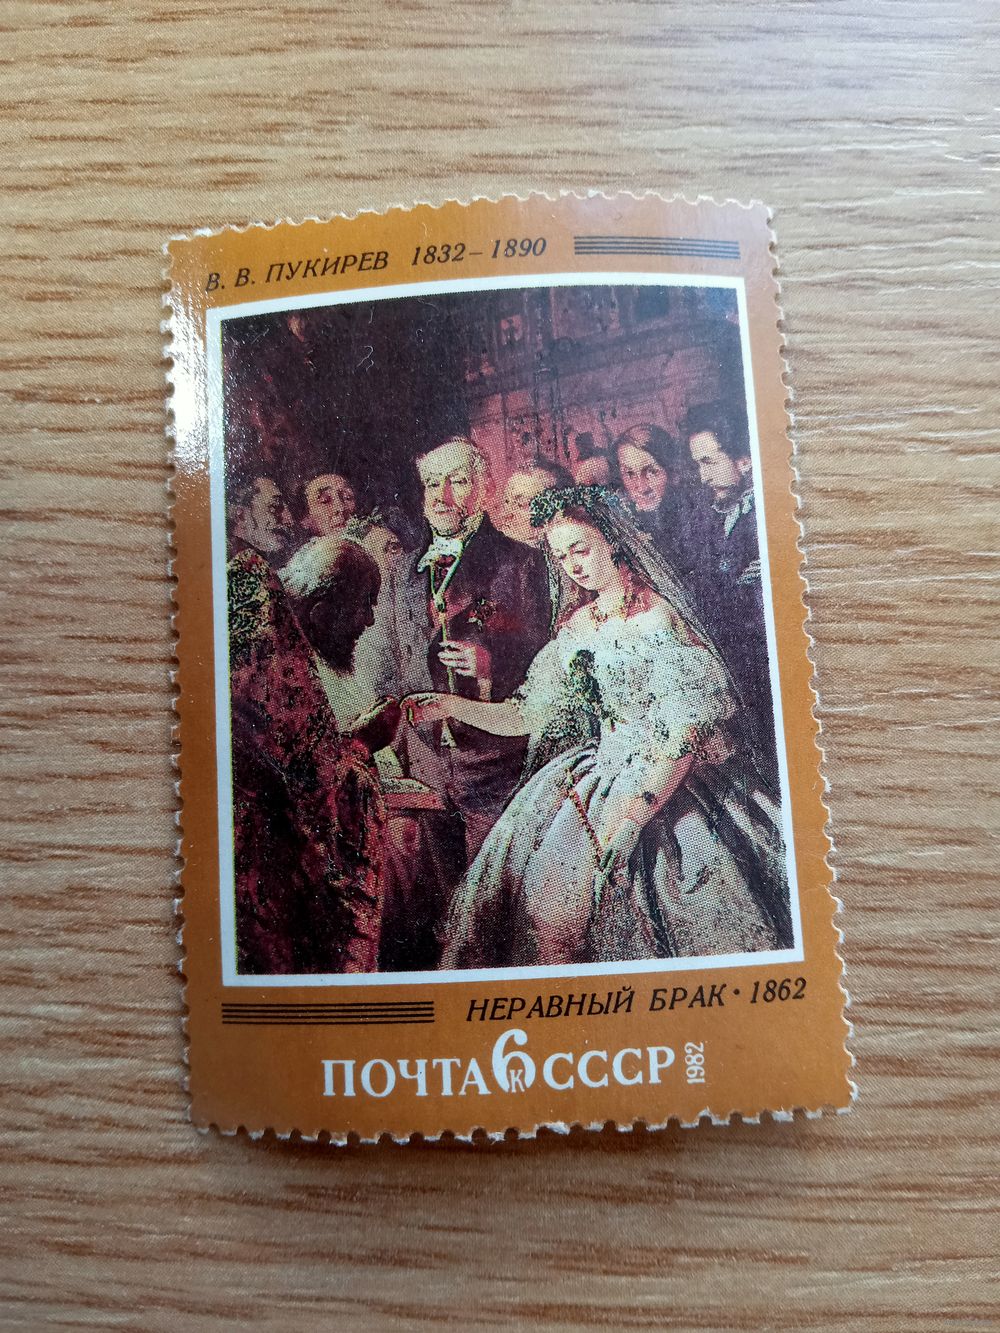 В. В. ПУКИРЕВ 1832–1890
НЕРАВНЫЙ БРАК • 1862
ПОЧТА 6к СССР 1982